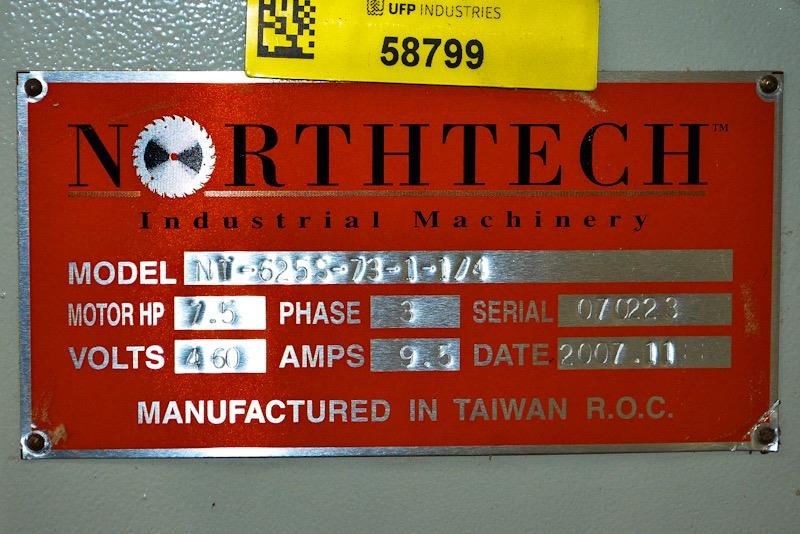 UFP INDUSTRIES
58799
NORTHTECH™
Industrial Machinery
MODEL NT-625S-73-1-1/4
MOTOR HP 7.5 PHASE 3 SERIAL 070223
VOLTS 460 AMPS 9.5 DATE 2007.11
MANUFACTURED IN TAIWAN R.O.C.